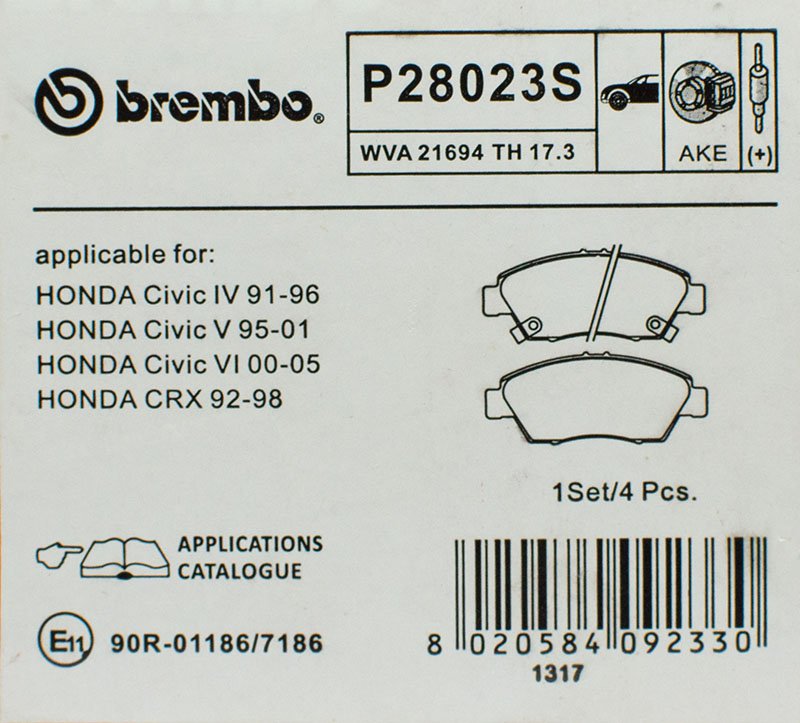 brembo®
P28023S
WVA 21694 TH 17.3
AKE
(+)
applicable for:
HONDA Civic IV 91-96
HONDA Civic V 95-01
HONDA Civic VI 00-05
HONDA CRX 92-98
1Set/4 Pcs.
APPLICATIONS
CATALOGUE
E11
90R-01186/7186
8 020584 092330
1317